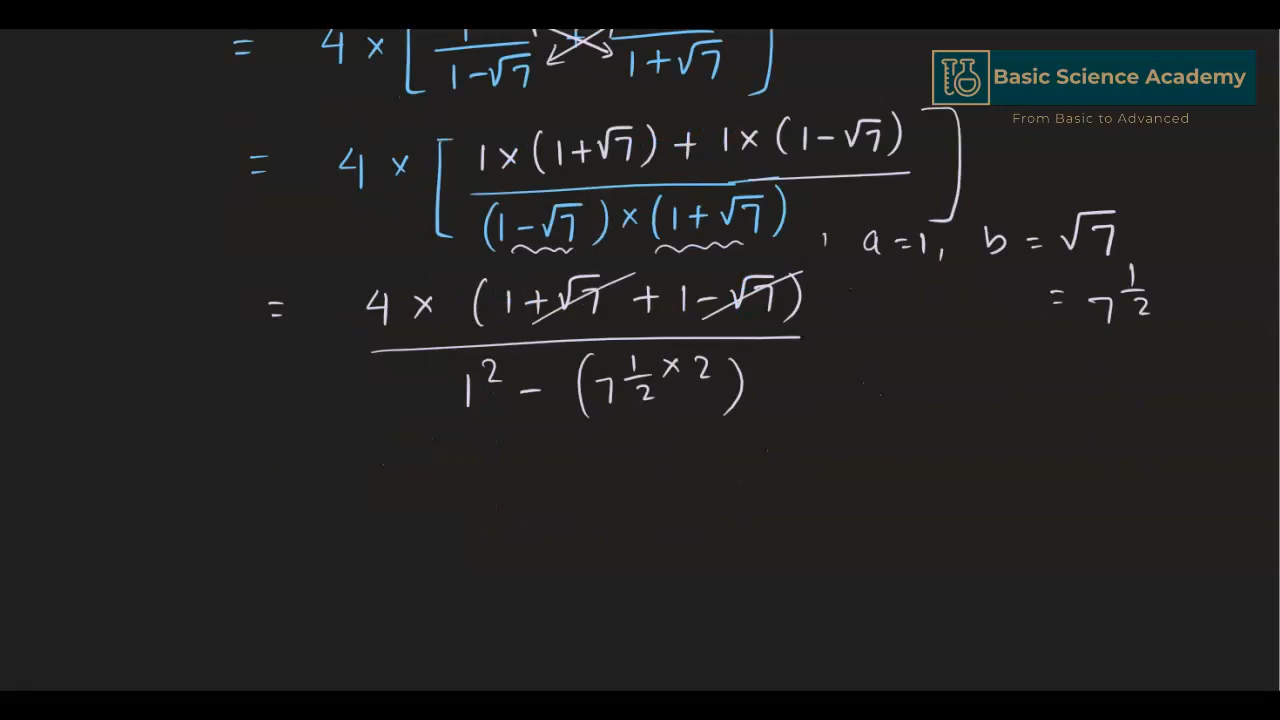 = 4 × [ 1/(1-√7) + 1/(1+√7) ]
Basic Science Academy
From Basic to Advanced
= 4 × [ (1×(1+√7) + 1×(1-√7)) / ((1-√7)×(1+√7)) ]
, a=1, b = √7
= 4 × (1+√7 + 1-√7) / (1² - (7^(1/2 × 2)))
= 7^(1/2)